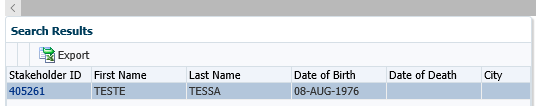 Search Results
Export
Stakeholder ID First Name Last Name Date of Birth Date of Death City
405261 TESTE TESSA 08-AUG-1976